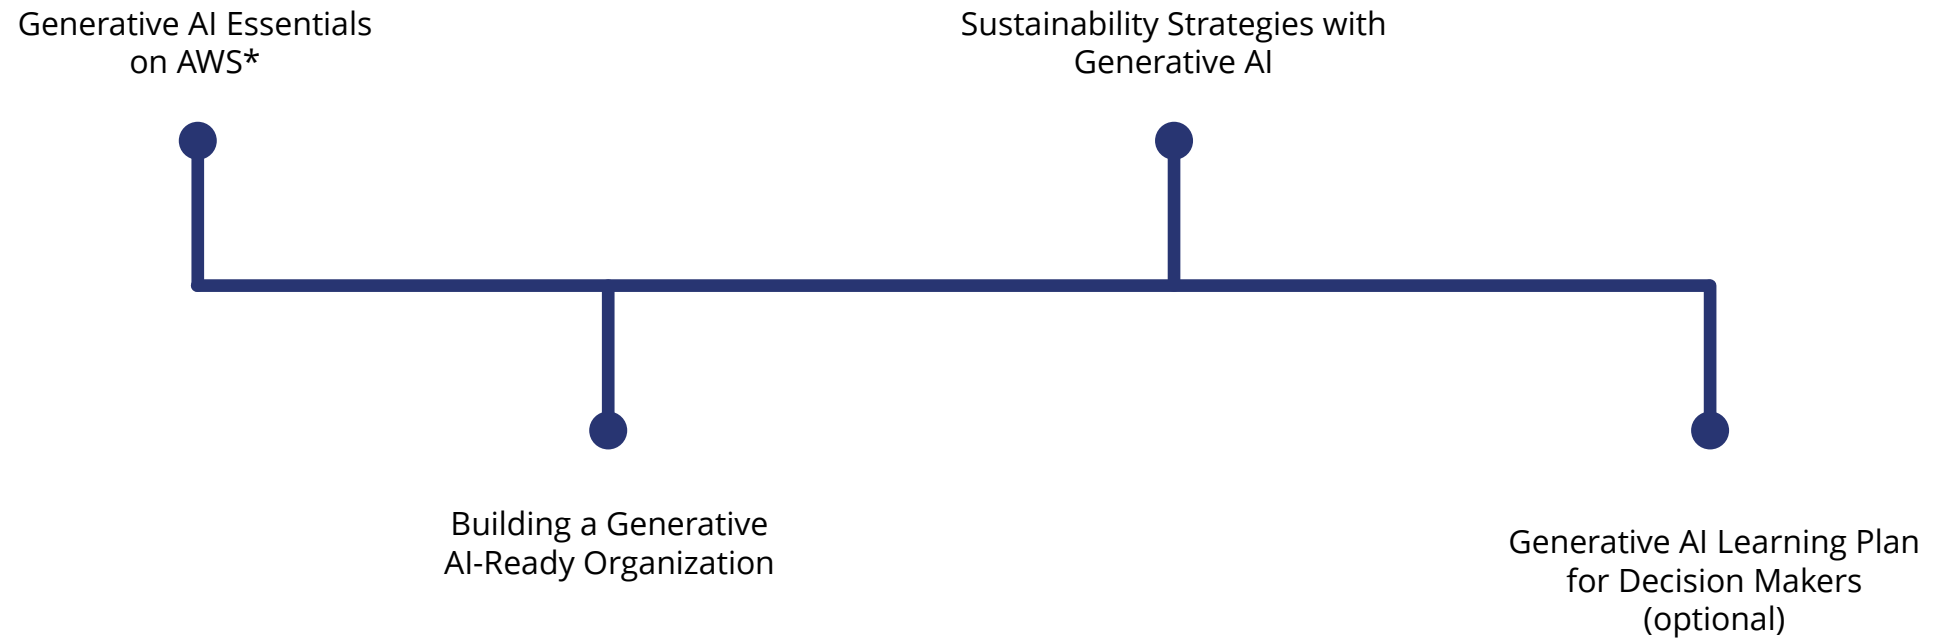 Generative AI Essentials
on AWS*
Building a Generative
AI-Ready Organization
Sustainability Strategies with
Generative AI
Generative AI Learning Plan
for Decision Makers
(optional)